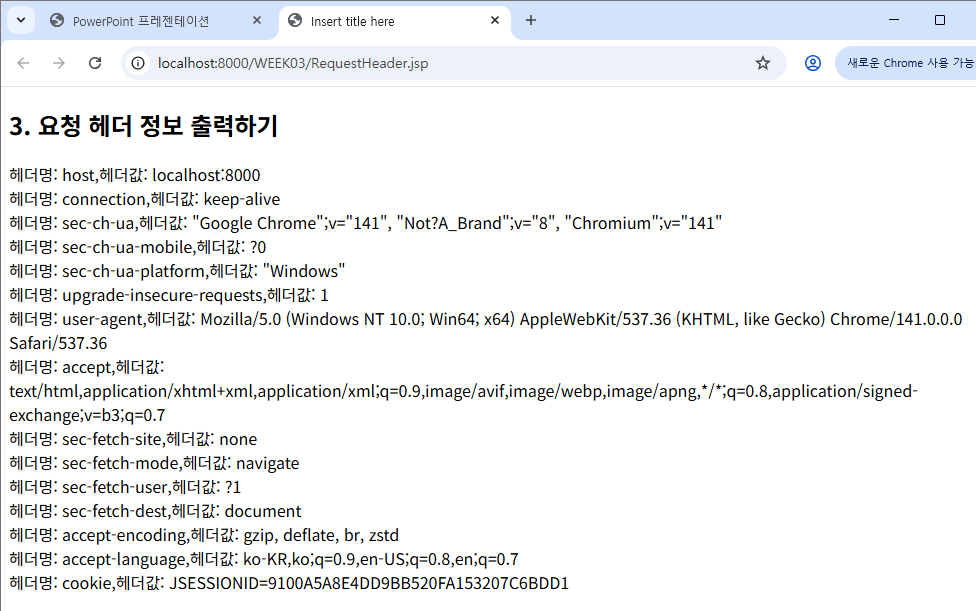 PowerPoint 프레젠테이션
Insert title here
localhost:8000/WEEK03/RequestHeader.jsp
새로운 Chrome 사용 가능
3. 요청 헤더 정보 출력하기
헤더명: host,헤더값: localhost:8000
헤더명: connection,헤더값: keep-alive
헤더명: sec-ch-ua,헤더값: "Google Chrome";v="141", "Not?A_Brand";v="8", "Chromium";v="141"
헤더명: sec-ch-ua-mobile,헤더값: ?0
헤더명: sec-ch-ua-platform,헤더값: "Windows"
헤더명: upgrade-insecure-requests,헤더값: 1
헤더명: user-agent,헤더값: Mozilla/5.0 (Windows NT 10.0; Win64; x64) AppleWebKit/537.36 (KHTML, like Gecko) Chrome/141.0.0.0
Safari/537.36
헤더명: accept,헤더값:
text/html,application/xhtml+xml,application/xml;q=0.9,image/avif,image/webp,image/apng,*/*;q=0.8,application/signed-
exchange;v=b3;q=0.7
헤더명: sec-fetch-site,헤더값: none
헤더명: sec-fetch-mode,헤더값: navigate
헤더명: sec-fetch-user,헤더값: ?1
헤더명: sec-fetch-dest,헤더값: document
헤더명: accept-encoding,헤더값: gzip, deflate, br, zstd
헤더명: accept-language,헤더값: ko-KR,ko;q=0.9,en-US;q=0.8,en;q=0.7
헤더명: cookie,헤더값: JSESSIONID=9100A5A8E4DD9BB520FA153207C6BDD1